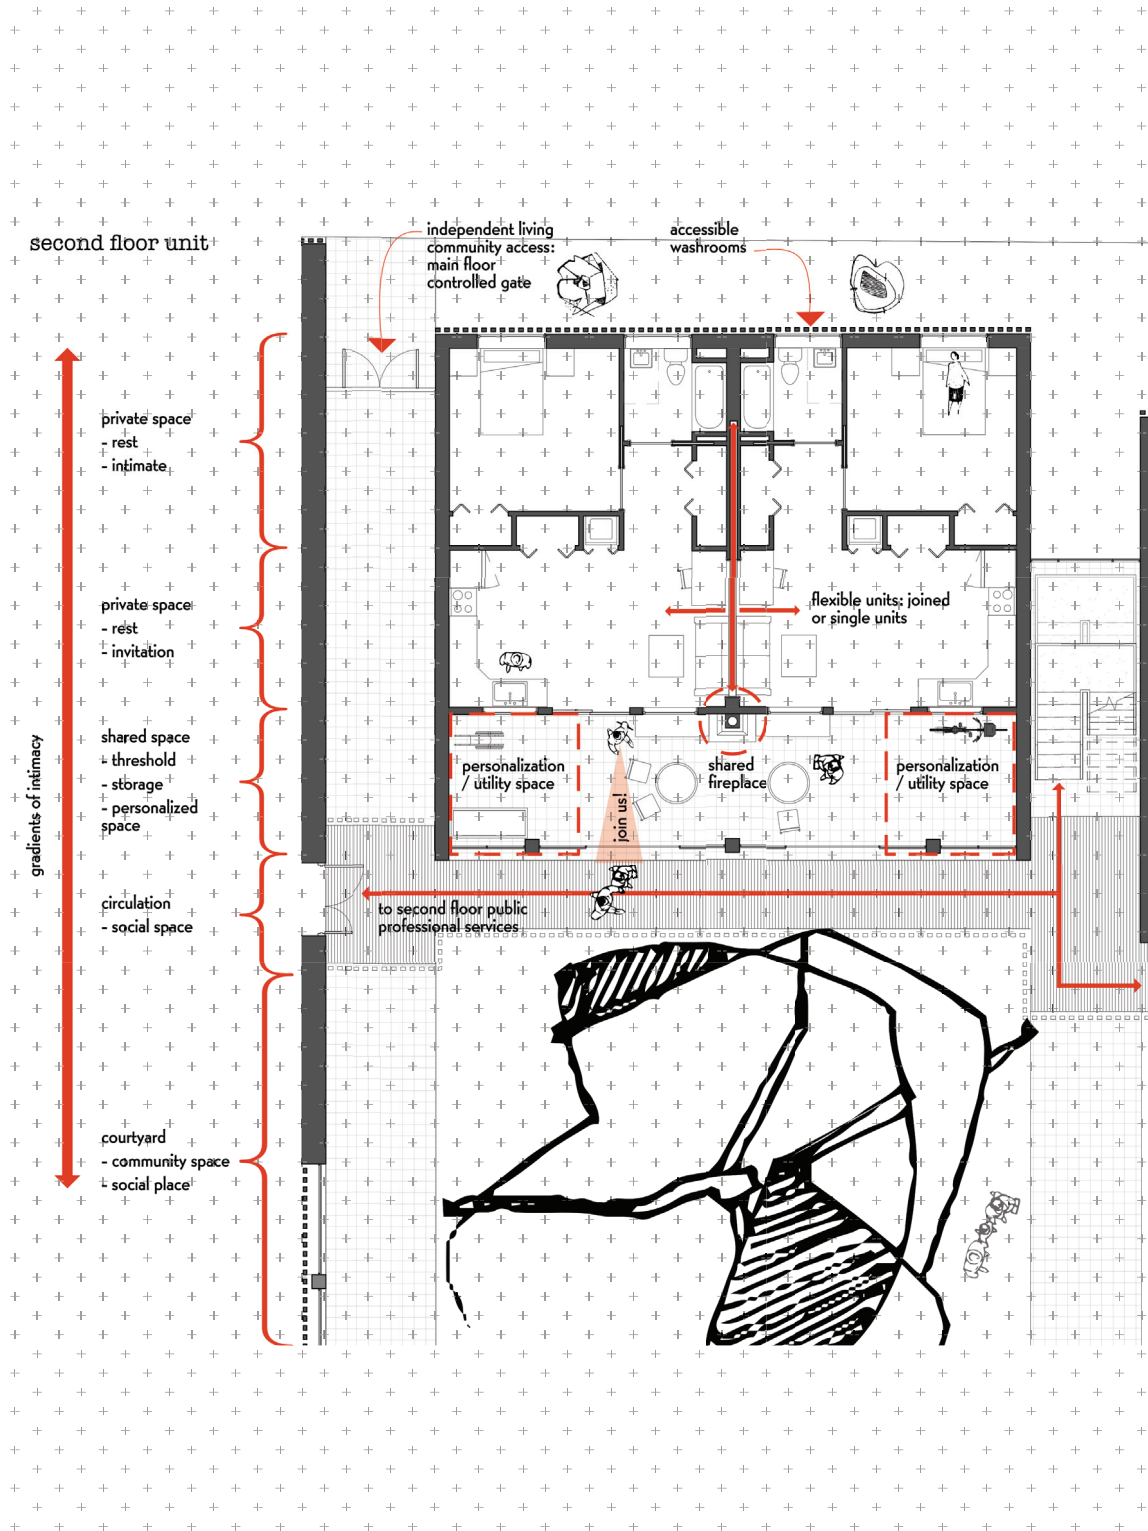 second floor unit
independent living
community access:
main floor
controlled gate
accessible
washrooms
private space
- rest
- intimate
private space
- rest
- invitation
flexible units: joined
or single units
shared space
- threshold
- storage
- personalized
space
personalization
/ utility space
shared
fireplace
personalization
/ utility space
join us!
gradients of intimacy
circulation
- social space
to second floor public
professional services
courtyard
- community space
- social place